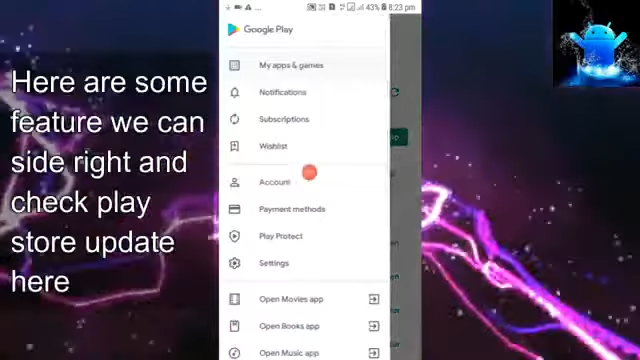 Here are some
feature we can
side right and
check play
store update
here
43% 8:23 pm
Google Play
My apps & games
Notifications
Subscriptions
Wishlist
Account
Payment methods
Play Protect
Settings
Open Movies app
Open Books app
Open Music app